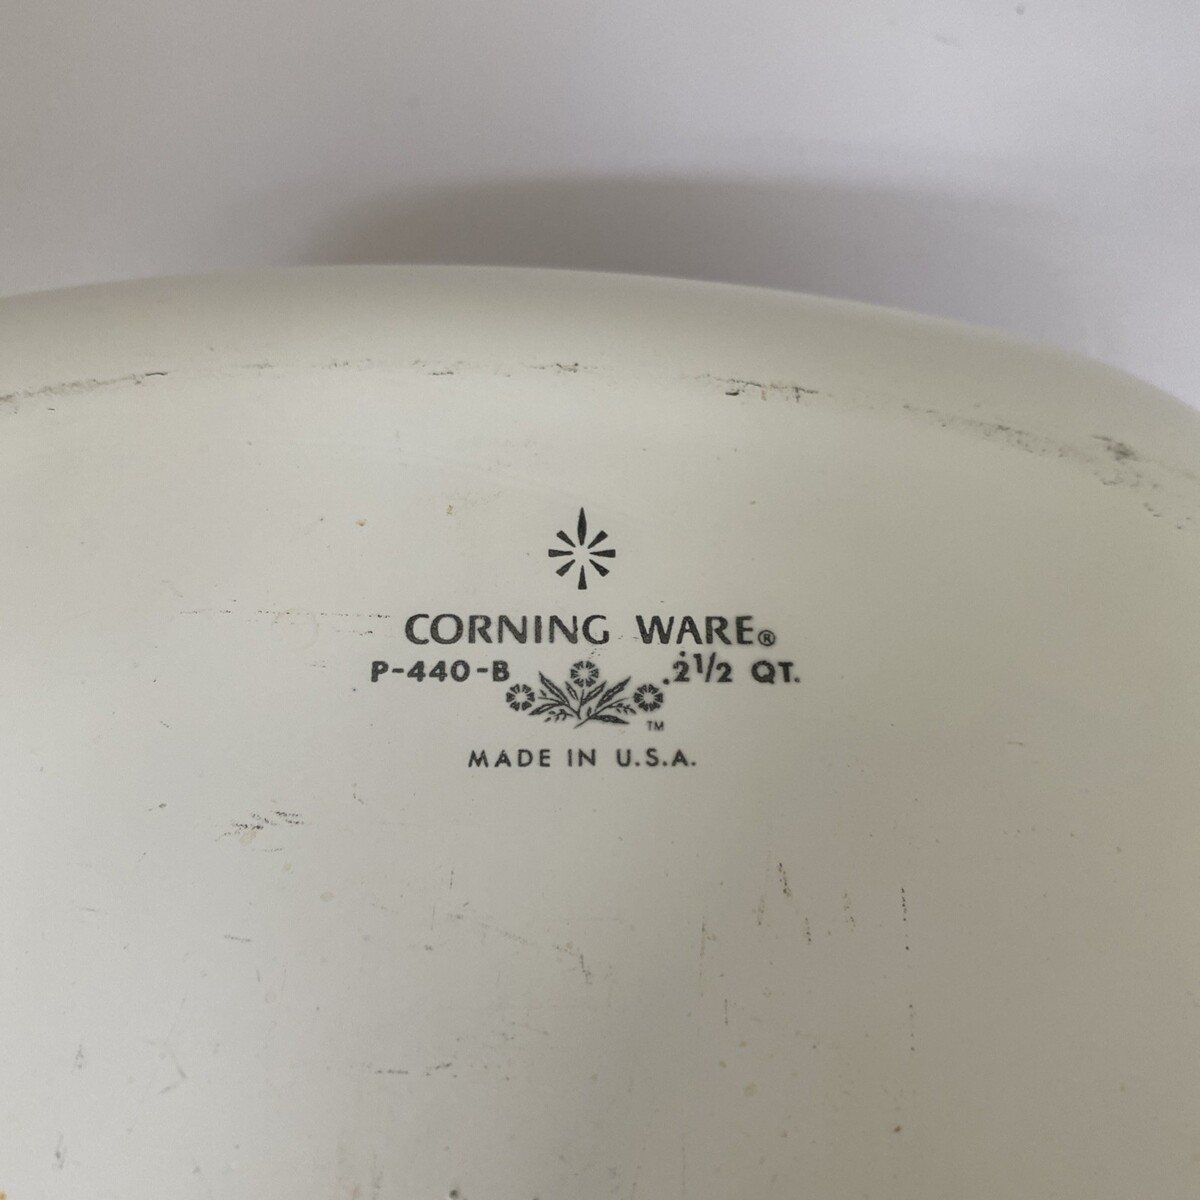 CORNING WARE®
P-440-B 2 1/2 QT.
TM
MADE IN U.S.A.